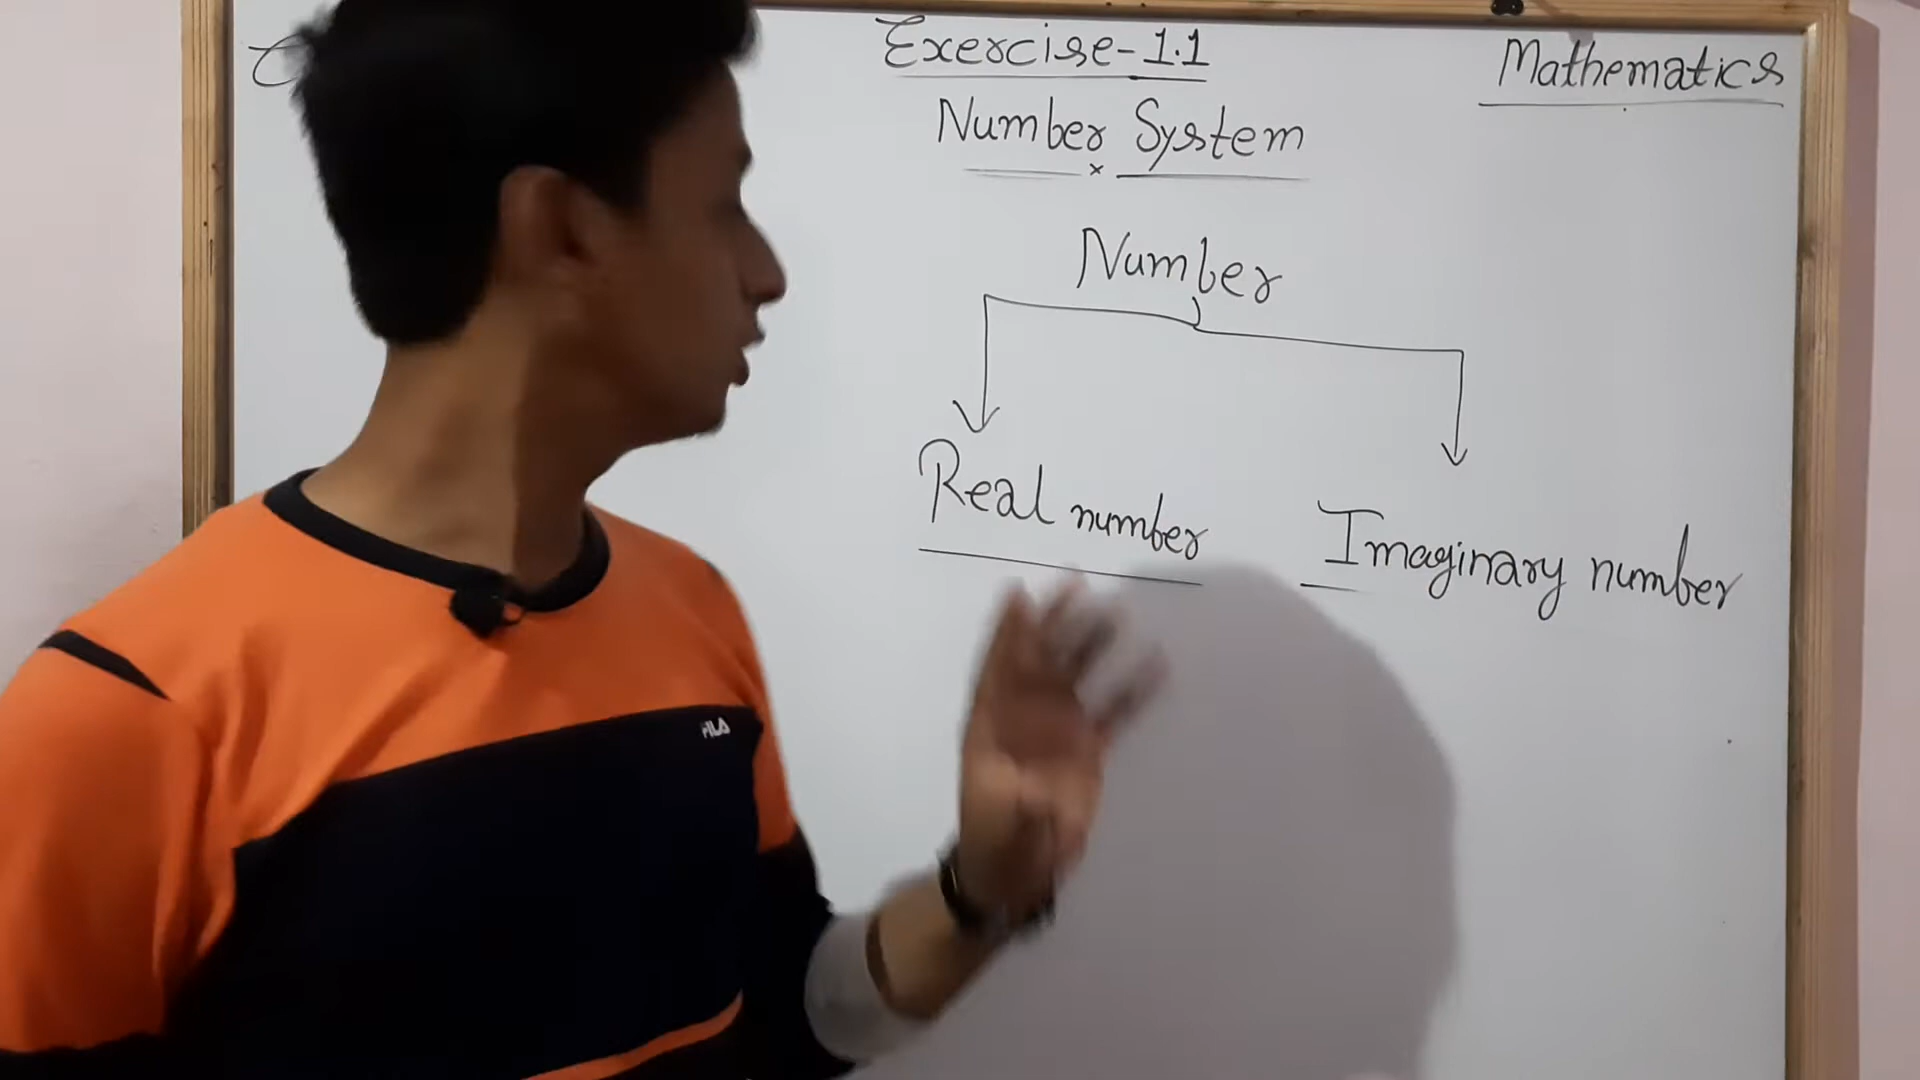 Exercise-1.1
Mathematics
Number System
Number
Real number
Imaginary number
FILA